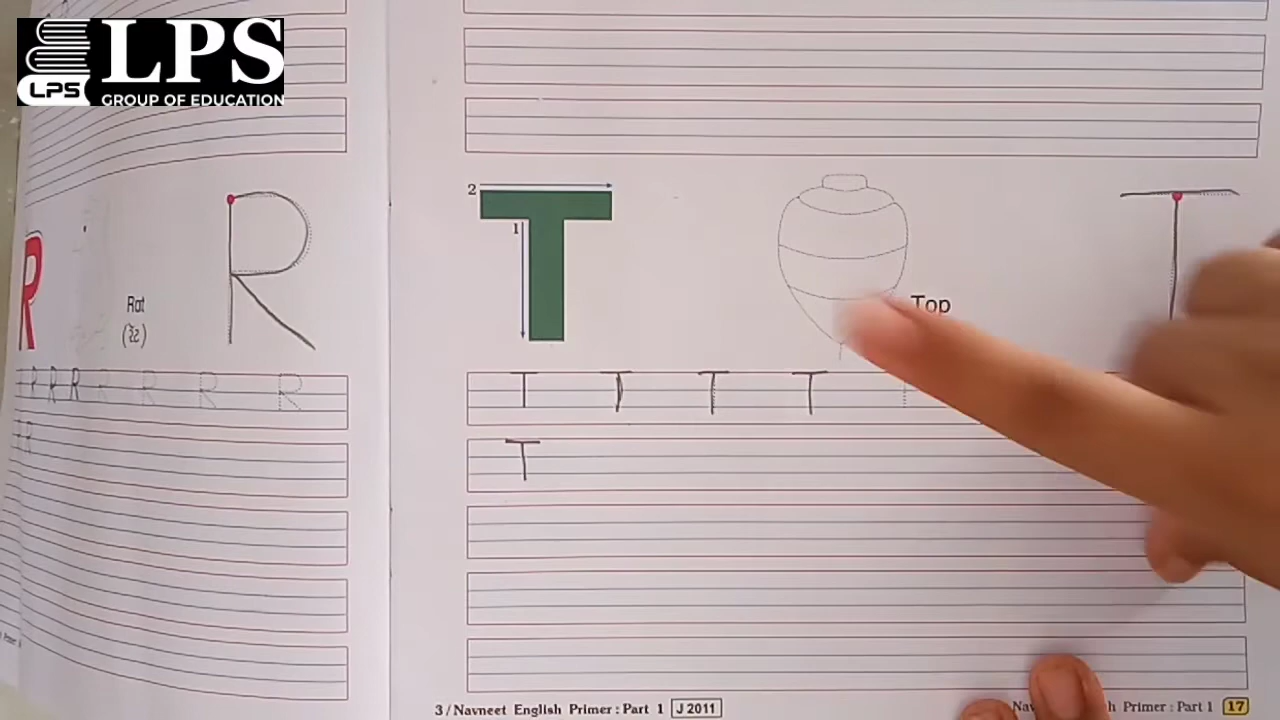 LPS
LPS
GROUP OF EDUCATION
R
R
Rat
R R R R R R R
R R
2
1
T
Top
T
T T T T
T
3 / Navneet English Primer : Part 1 J 2011
Primer : Part 1 17